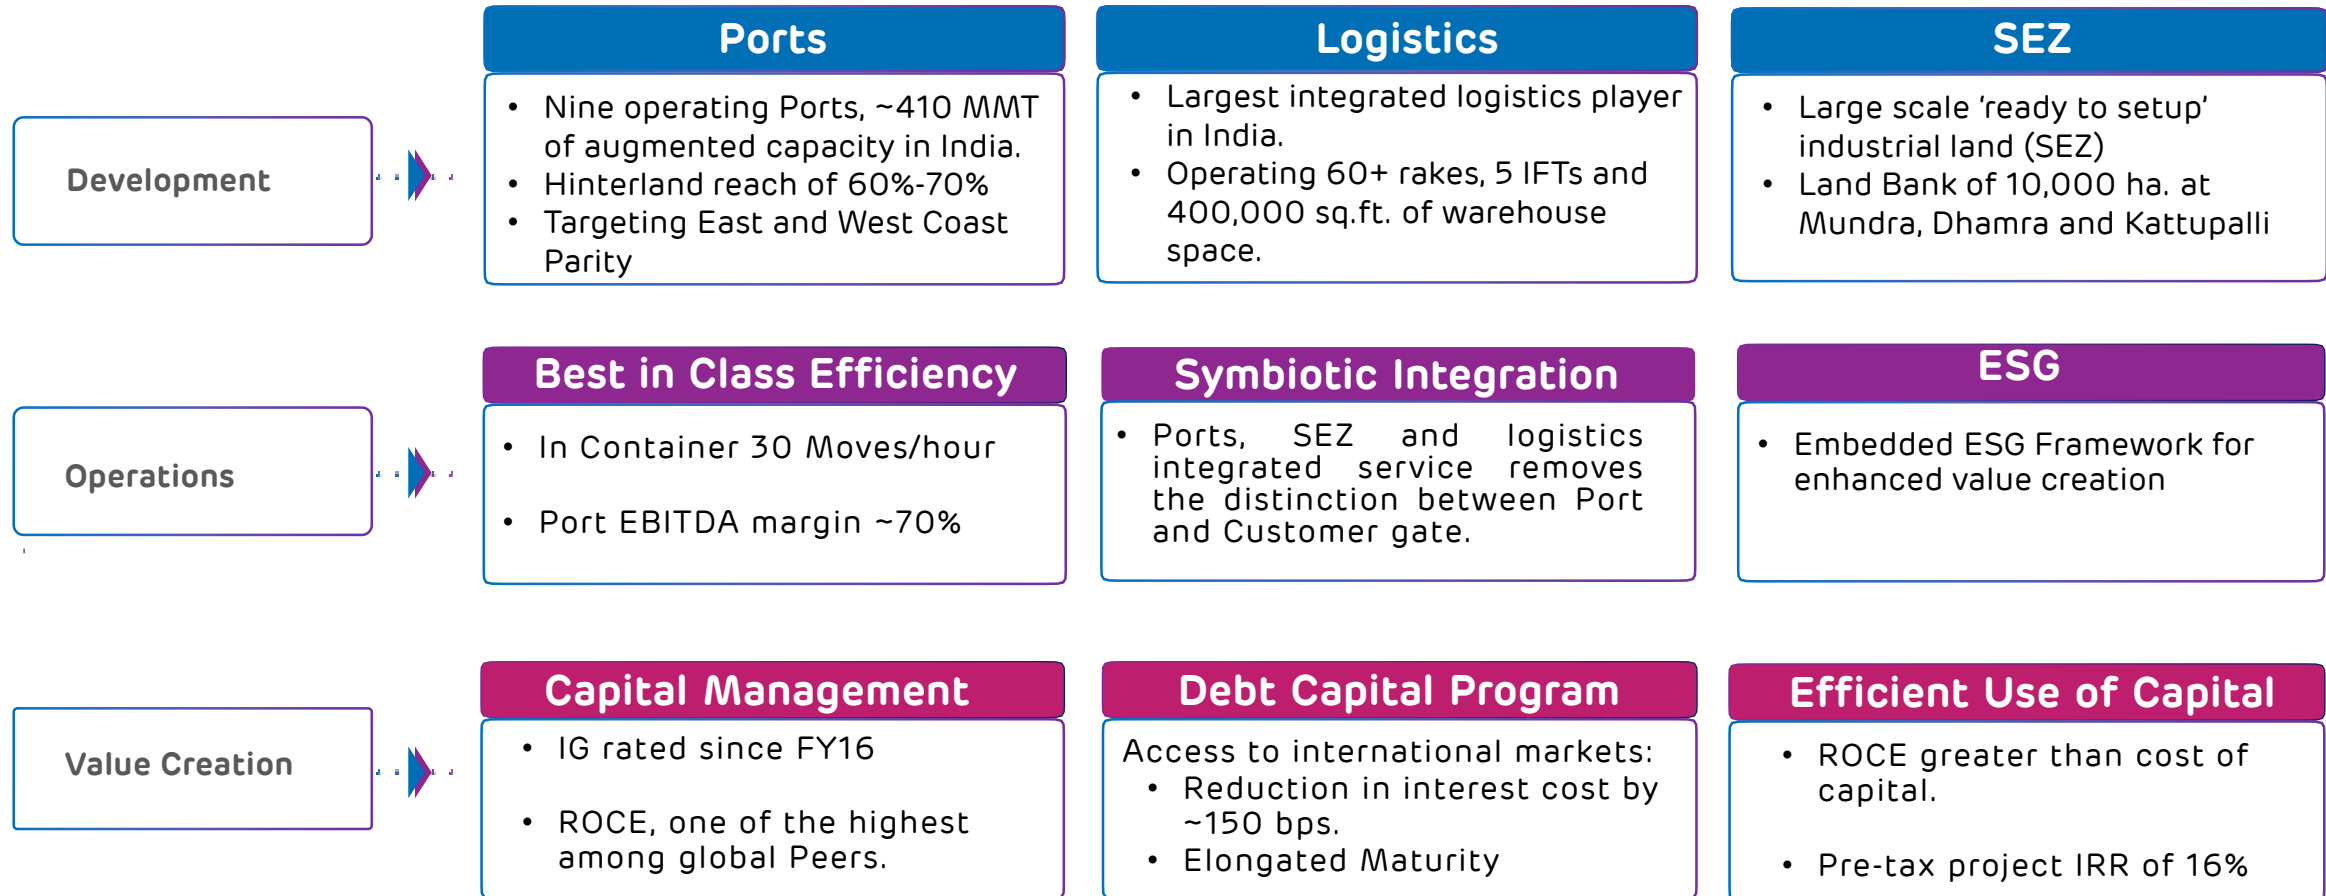 Ports
Logistics
SEZ
Development
• Nine operating Ports, ~410 MMT
of augmented capacity in India.
• Hinterland reach of 60%-70%
• Targeting East and West Coast
Parity
• Largest integrated logistics player
in India.
• Operating 60+ rakes, 5 IFTs and
400,000 sq.ft. of warehouse
space.
• Large scale ‘ready to setup’
industrial land (SEZ)
• Land Bank of 10,000 ha. at
Mundra, Dhamra and Kattupalli
Best in Class Efficiency
Symbiotic Integration
ESG
Operations
• In Container 30 Moves/hour
• Port EBITDA margin ~70%
• Ports, SEZ and logistics
integrated service removes
the distinction between Port
and Customer gate.
• Embedded ESG Framework for
enhanced value creation
Capital Management
Debt Capital Program
Efficient Use of Capital
Value Creation
• IG rated since FY16
• ROCE, one of the highest
among global Peers.
Access to international markets:
• Reduction in interest cost by
~150 bps.
• Elongated Maturity
• ROCE greater than cost of
capital.
• Pre-tax project IRR of 16%